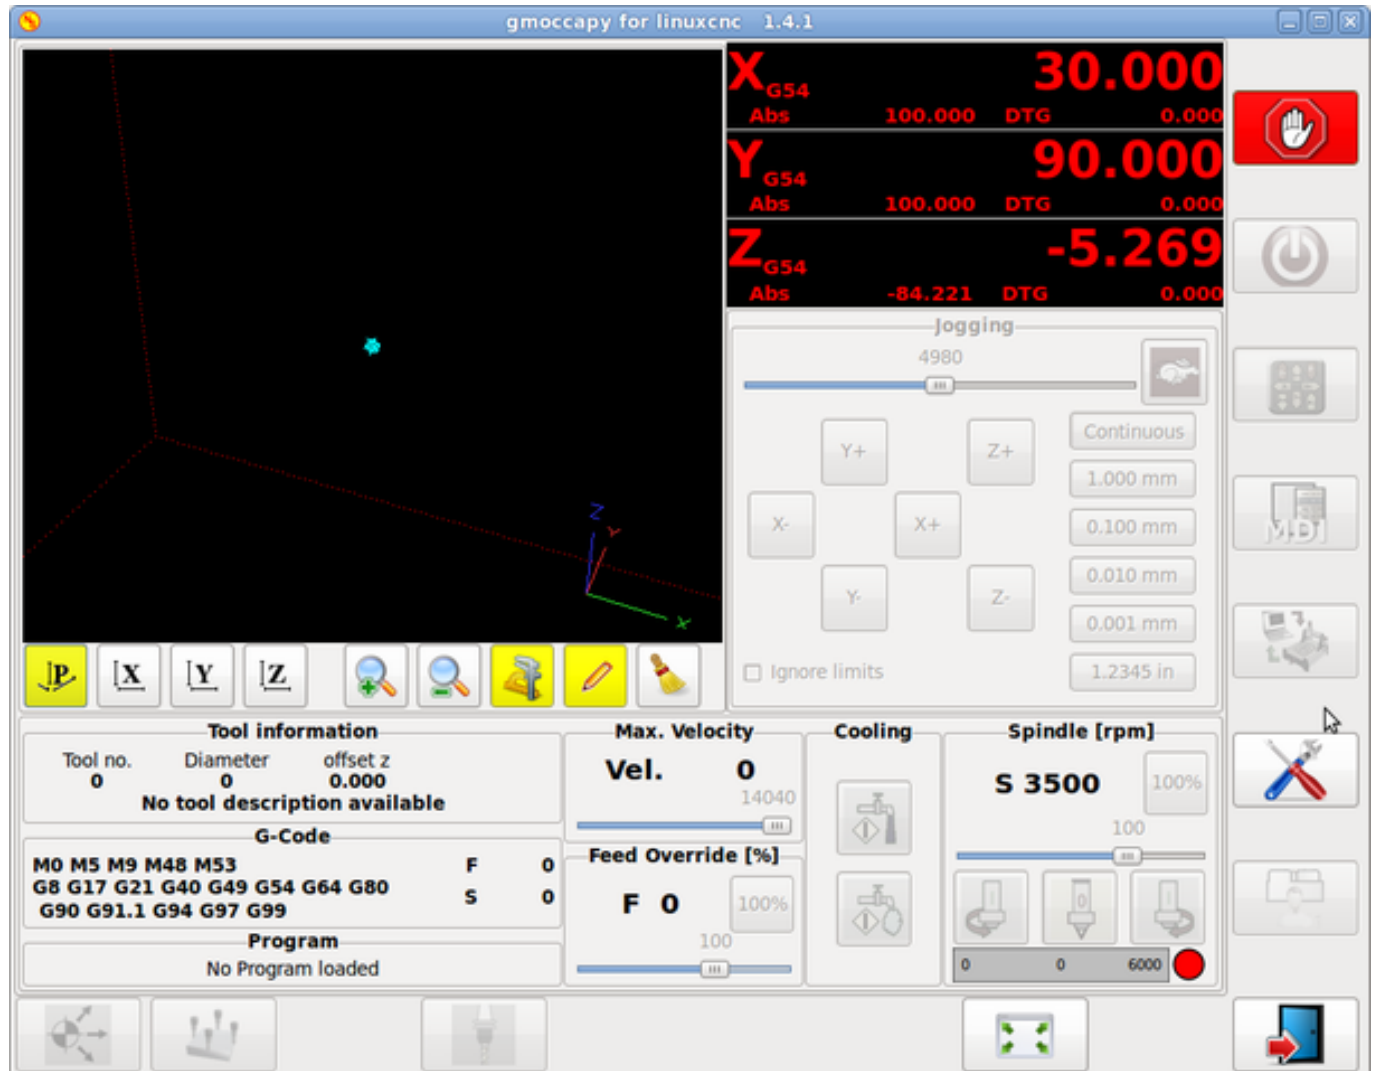 gmoccapy for linuxcnc 1.4.1
X G54 30.000
Abs 100.000 DTG 0.000
Y G54 90.000
Abs 100.000 DTG 0.000
Z G54 -5.269
Abs -84.221 DTG 0.000
Jogging
4980
Continuous
Y+ Z+
1.000 mm
X- X+
0.100 mm
0.010 mm
Y- Z-
0.001 mm
Ignore limits
1.2345 in
MDI
Z
Y
X
P X Y Z
Tool information
Tool no. Diameter offset z
0 0 0.000
No tool description available
G-Code
M0 M5 M9 M48 M53 F 0
G8 G17 G21 G40 G49 G54 G64 G80 S 0
G90 G91.1 G94 G97 G99
Program
No Program loaded
Max. Velocity
Vel. 0
14040
Feed Override [%]
F 0 100%
100
Cooling
Spindle [rpm]
S 3500 100%
100
0
0 0 6000